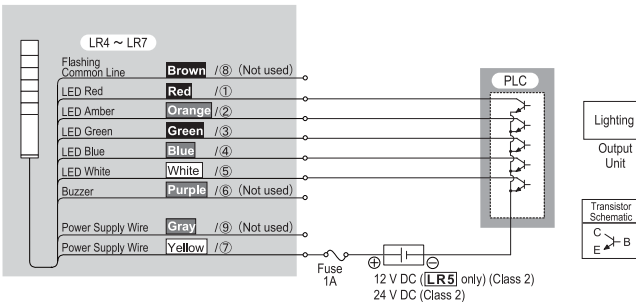 LR4 ~ LR7
Flashing
Common Line Brown /⑧ (Not used)
LED Red Red /①
LED Amber Orange /②
LED Green Green /③
LED Blue Blue /④
LED White White /⑤
Buzzer Purple /⑥ (Not used)
Power Supply Wire Gray /⑨ (Not used)
Power Supply Wire Yellow /⑦
PLC
Fuse
1A
⊕ ⊖
12 V DC (LR5 only) (Class 2)
24 V DC (Class 2)
Lighting
Output
Unit
Transistor
Schematic
C
B
E